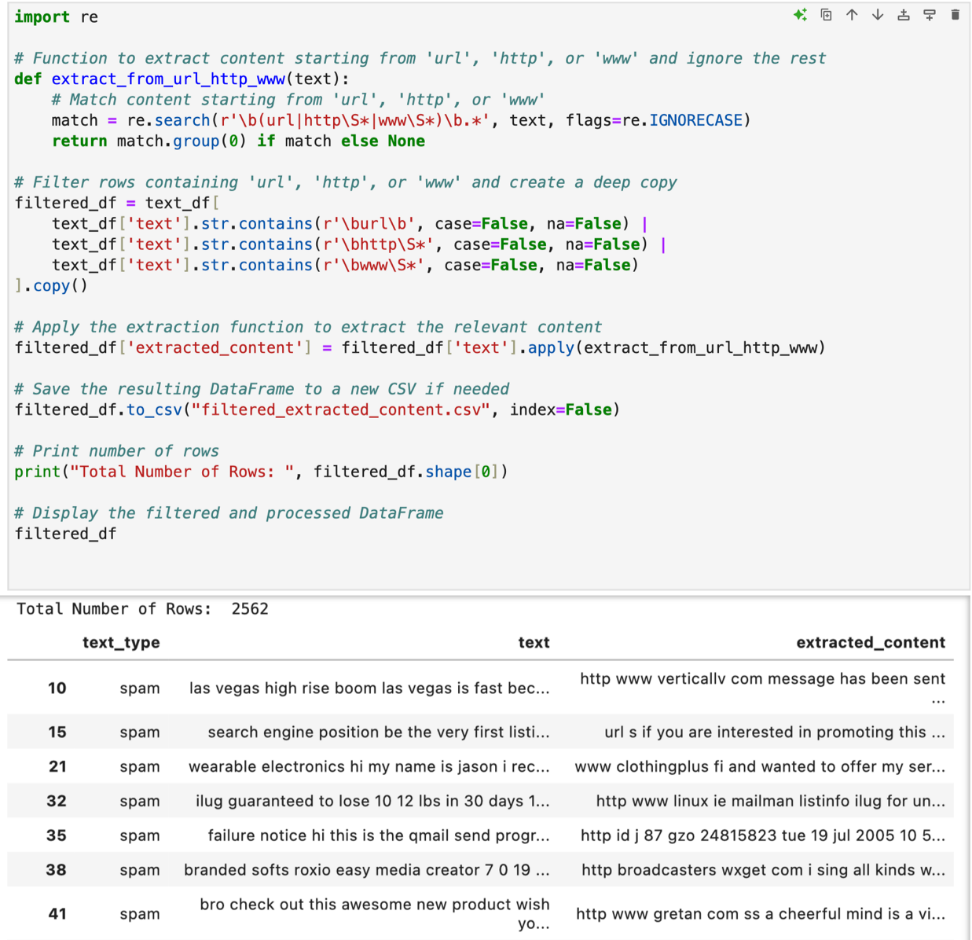 import re

# Function to extract content starting from 'url', 'http', or 'www' and ignore the rest
def extract_from_url_http_www(text):
    # Match content starting from 'url', 'http', or 'www'
    match = re.search(r'\b(url|http\S*|www\S*)\b.*', text, flags=re.IGNORECASE)
    return match.group(0) if match else None

# Filter rows containing 'url', 'http', or 'www' and create a deep copy
filtered_df = text_df[
    text_df['text'].str.contains(r'\burl\b', case=False, na=False) |
    text_df['text'].str.contains(r'\bhttp\S*', case=False, na=False) |
    text_df['text'].str.contains(r'\bwww\S*', case=False, na=False)
].copy()

# Apply the extraction function to extract the relevant content
filtered_df['extracted_content'] = filtered_df['text'].apply(extract_from_url_http_www)

# Save the resulting DataFrame to a new CSV if needed
filtered_df.to_csv("filtered_extracted_content.csv", index=False)

# Print number of rows
print("Total Number of Rows: ", filtered_df.shape[0])

# Display the filtered and processed DataFrame
filtered_df

Total Number of Rows:  2562
text_type text extracted_content
10 spam las vegas high rise boom las vegas is fast bec... http www verticallv com message has been sent ...
15 spam search engine position be the very first listi... url s if you are interested in promoting this ...
21 spam wearable electronics hi my name is jason i rec... www clothingplus fi and wanted to offer my ser...
32 spam ilug guaranteed to lose 10 12 lbs in 30 days 1... http www linux ie mailman listinfo ilug for un...
35 spam failure notice hi this is the qmail send progr... http id j 87 gzo 24815823 tue 19 jul 2005 10 5...
38 spam branded softs roxio easy media creator 7 0 19 ... http broadcasters wxget com i sing all kinds w...
41 spam bro check out this awesome new product wish yo... http www gretan com ss a cheerful mind is a vi...